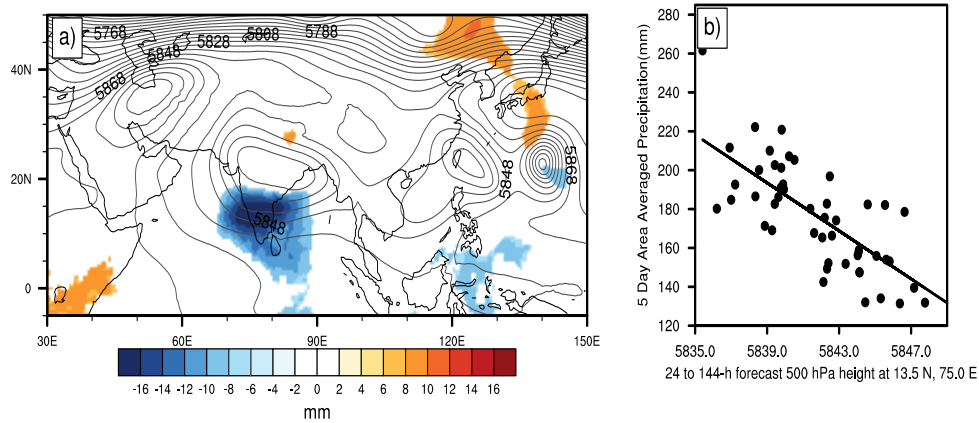 a)
5768
5828
5808
5788
5848
5868
5848
5868
5848
40N
20N
0
30E
60E
90E
120E
150E
-16 -14 -12 -10 -8 -6 -4 -2 0 2 4 6 8 10 12 14 16
mm
b)
5 Day Area Averaged Precipitation(mm)
280
260
240
220
200
180
160
140
120
5835.0 5839.0 5843.0 5847.0
24 to 144-h forecast 500 hPa height at 13.5 N, 75.0 E